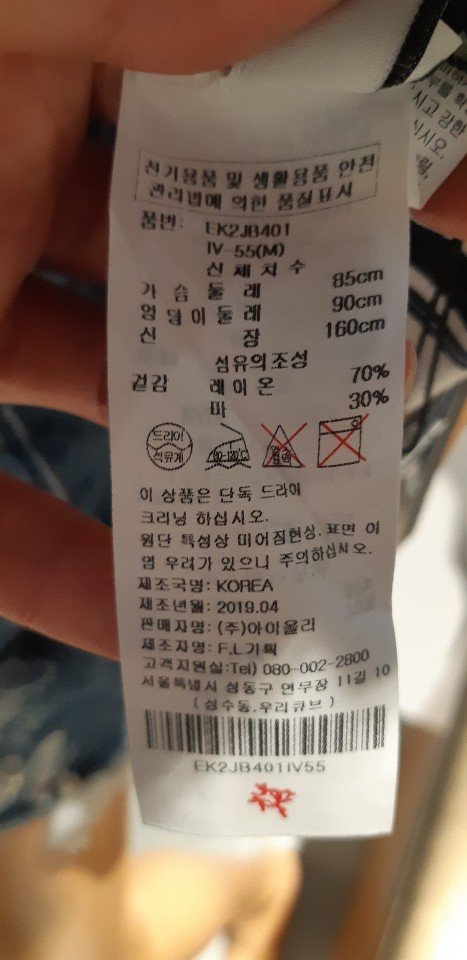 전기용품 및 생활용품 안전
관리법에 의한 품질표시
품번: EK2JB401
IV-55(M)
신체치수
가슴둘레 85cm
엉덩이둘레 90cm
신장 160cm
섬유의조성
겉감 레이온 70%
마 30%
드라이
석유계
이 상품은 단독 드라이
크리닝 하십시오.
원단 특성상 미어짐현상, 표면 이
염 우려가 있으니 주의하십시오.
제조국명: KOREA
제조년월: 2019.04
판매자명: (주)아이올리
제조자명: F.L기획
고객지원실:Tel) 080-002-2800
서울특별시 성동구 연무장 11길 10
(성수동,우리큐브)
EK2JB401IV55
시고 강한
십시오.